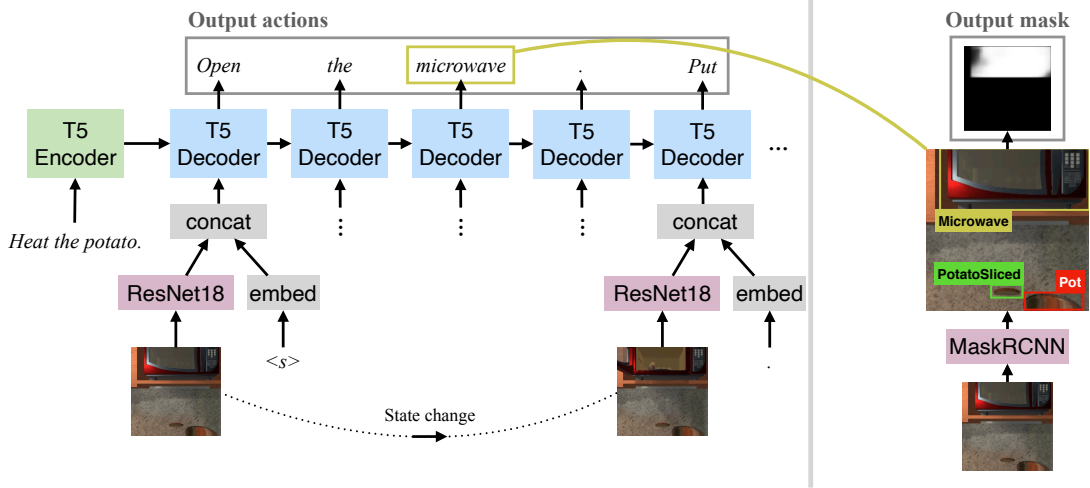 Output actions
Output mask
Open
the
microwave
.
Put
T5
Encoder
T5
Decoder
T5
Decoder
T5
Decoder
T5
Decoder
T5
Decoder
...
concat
concat
Heat the potato.
ResNet18
embed
ResNet18
embed
<s>
.
State change
Microwave
PotatoSliced
Pot
MaskRCNN